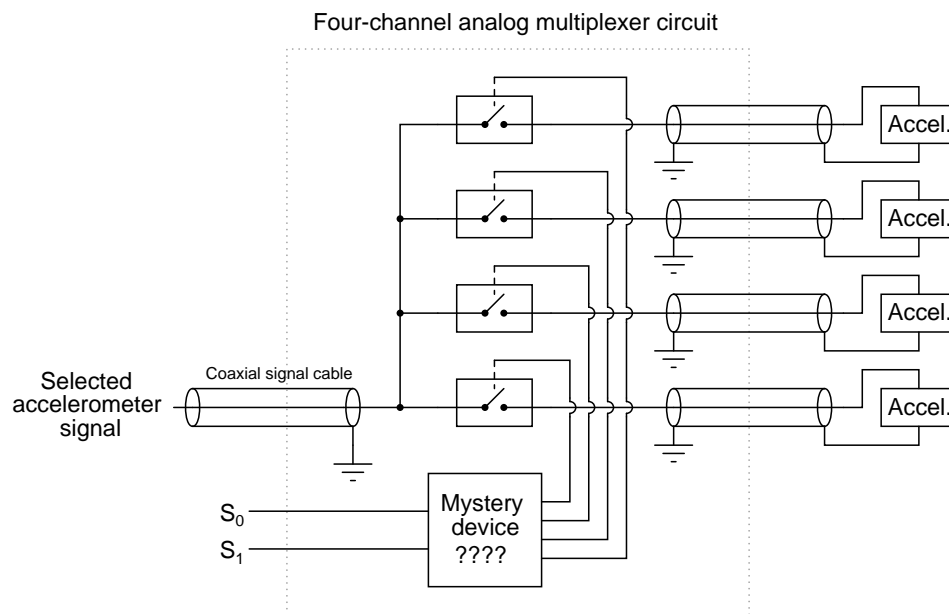 Four-channel analog multiplexer circuit
Accel.
Accel.
Accel.
Accel.
Coaxial signal cable
Selected
accelerometer
signal
S0
S1
Mystery
device
????